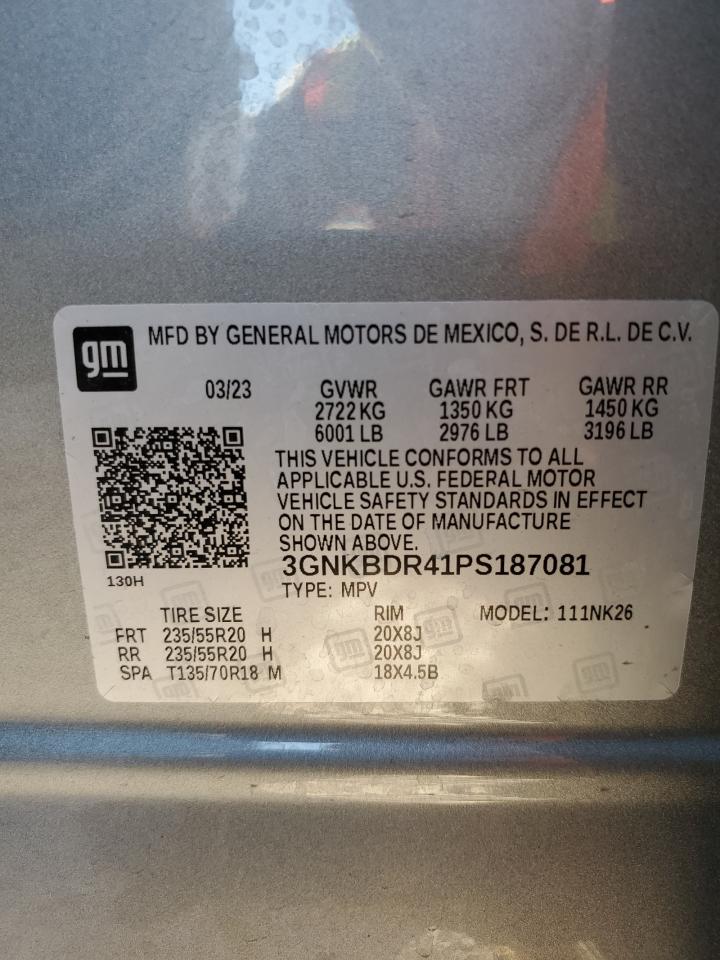 gm
MFD BY GENERAL MOTORS DE MEXICO, S. DE R.L. DE C.V.
03/23 GVWR GAWR FRT GAWR RR
2722 KG 1350 KG 1450 KG
6001 LB 2976 LB 3196 LB
THIS VEHICLE CONFORMS TO ALL
APPLICABLE U.S. FEDERAL MOTOR
VEHICLE SAFETY STANDARDS IN EFFECT
ON THE DATE OF MANUFACTURE
SHOWN ABOVE.
3GNKBDR41PS187081
130H
TYPE: MPV
TIRE SIZE RIM MODEL: 111NK26
FRT 235/55R20 H 20X8J
RR 235/55R20 H 20X8J
SPA T135/70R18 M 18X4.5B